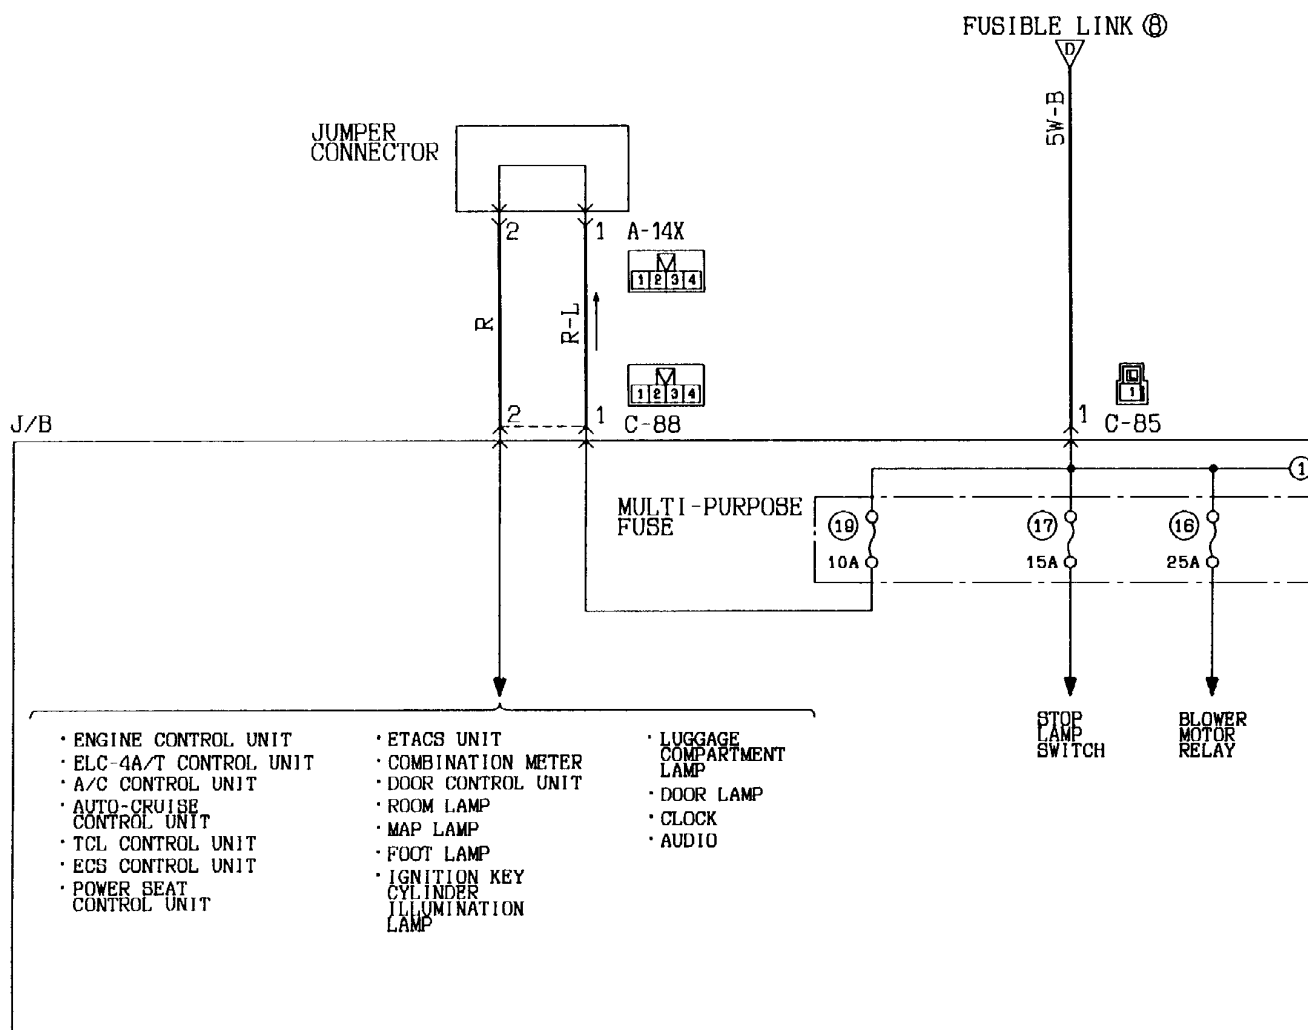 FUSIBLE LINK ⑧
D
5W-B
JUMPER
CONNECTOR
2
1
A-14X
1 2 3 4
R
R-L
1 2 3 4
2
1
C-88
1
1
C-85
J/B
1
MULTI-PURPOSE
FUSE
19
10A
17
15A
16
25A
STOP
LAMP
SWITCH
BLOWER
MOTOR
RELAY
· ENGINE CONTROL UNIT
· ELC-4A/T CONTROL UNIT
· A/C CONTROL UNIT
· AUTO-CRUISE
CONTROL UNIT
· TCL CONTROL UNIT
· ECS CONTROL UNIT
· POWER SEAT
CONTROL UNIT
· ETACS UNIT
· COMBINATION METER
· DOOR CONTROL UNIT
· ROOM LAMP
· MAP LAMP
· FOOT LAMP
· IGNITION KEY
CYLINDER
ILLUMINATION
LAMP
· LUGGAGE
COMPARTMENT
LAMP
· DOOR LAMP
· CLOCK
· AUDIO